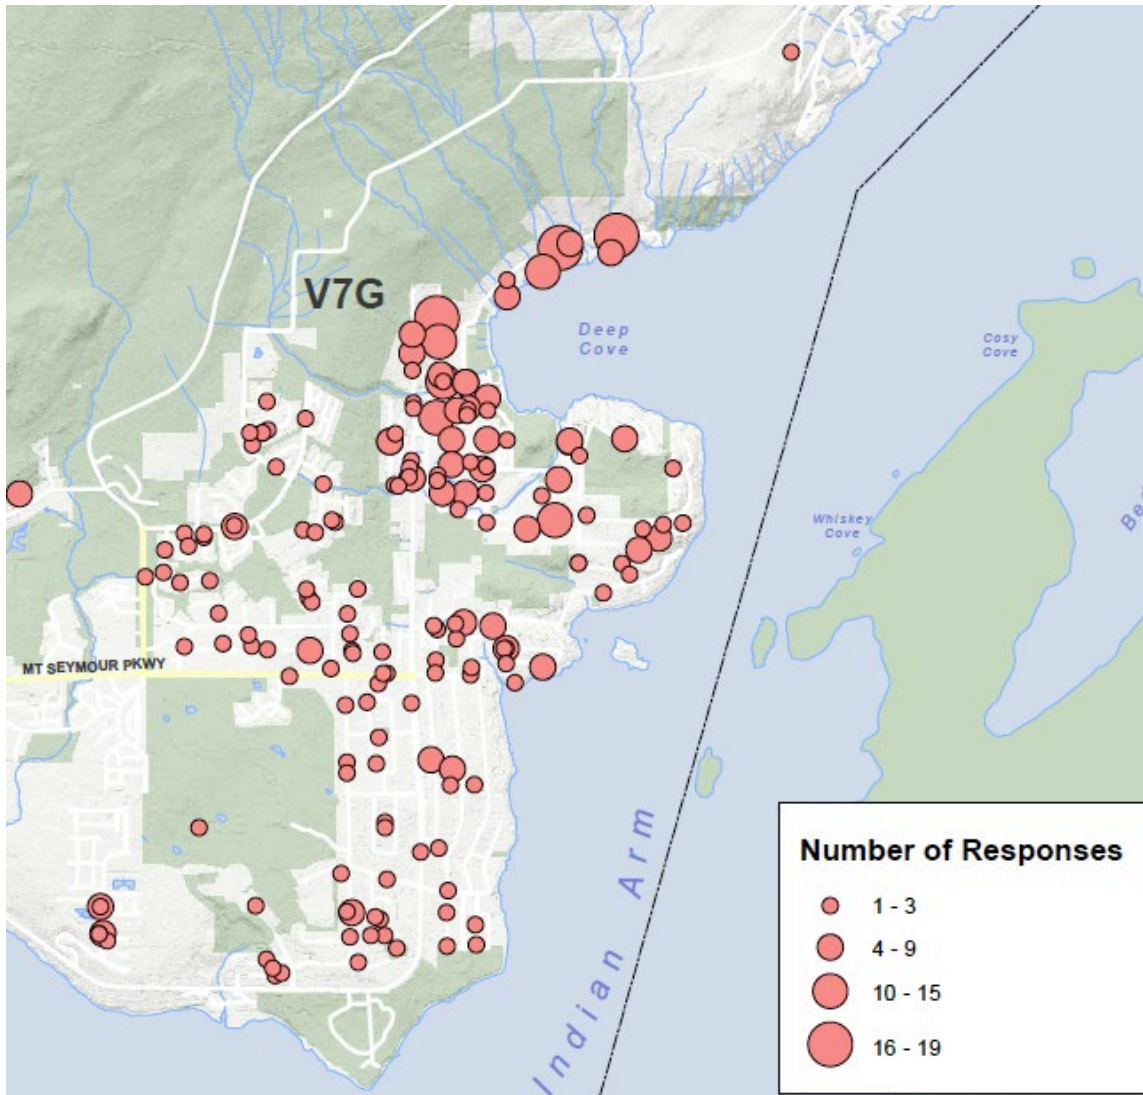 V7G
Deep
Cove
Cosy
Cove
Whiskey
Cove
Be
MT SEYMOUR PKWY
Indian Arm
Number of Responses
1 - 3
4 - 9
10 - 15
16 - 19